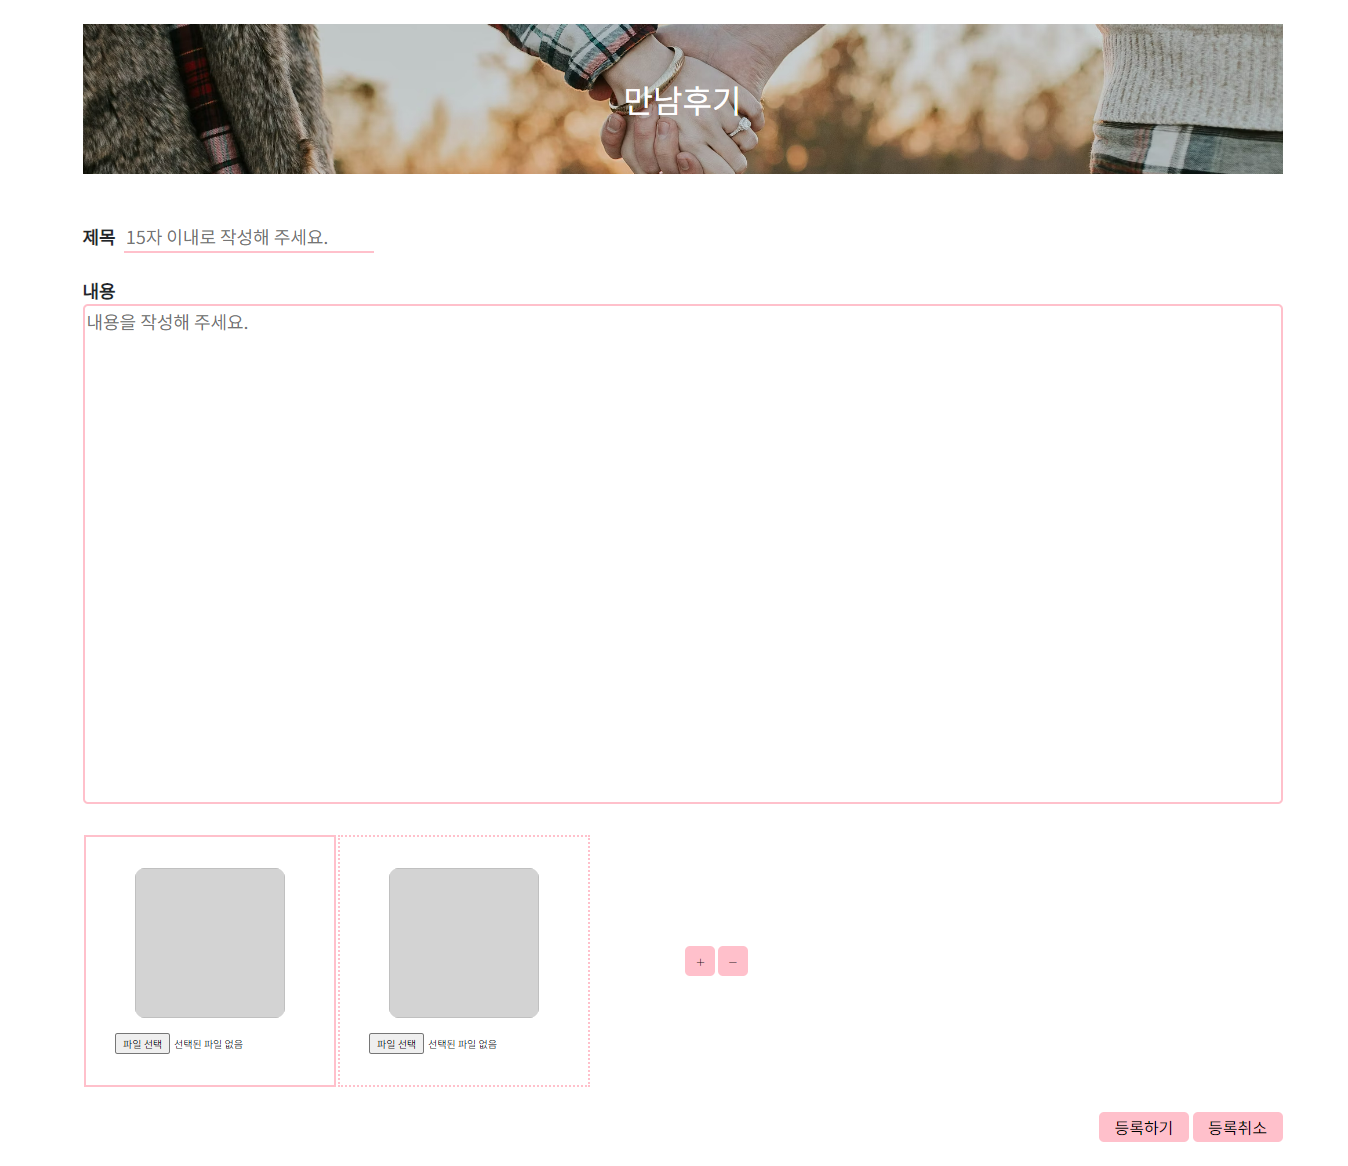 만남후기
제목 15자 이내로 작성해 주세요.
내용
내용을 작성해 주세요.
+ −
파일 선택 선택된 파일 없음 파일 선택 선택된 파일 없음
등록하기 등록취소